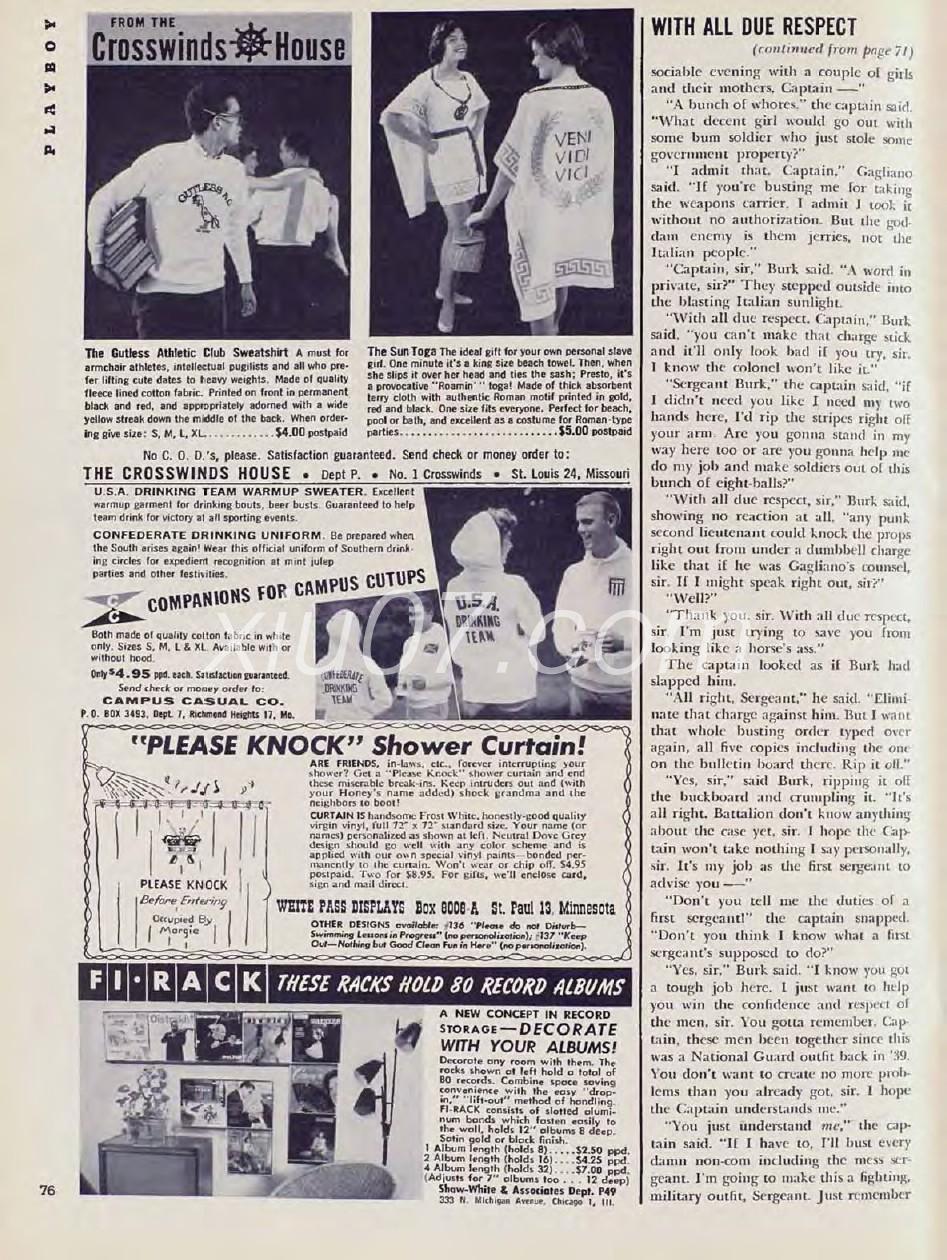 PLAYBOY
FROM THE
Crosswinds House
GUTLESS A.C.
VENI
VIDI
VICI
The Gutless Athletic Club Sweatshirt A must for
armchair athletes, intellectual pugilists and all who pre-
fer lifting cute dates to heavy weights. Made of quality
fleece lined cotton fabric. Printed on front in permanent
black and red, and appropriately adorned with a wide
yellow streak down the middle of the back. When order-
ing give size: S, M, L, XL............$4.00 postpaid
The Sun Toga The ideal gift for your own personal slave
girl. One minute it's a king size beach towel. Then, when
she slips it over her head and ties the sash; Presto, it's
a provocative "Roamin' " toga! Made of thick absorbent
terry cloth with authentic Roman motif printed in gold,
red and black. One size fits everyone. Perfect for beach,
pool or bath, and excellent as a costume for Roman-type
parties............................$5.00 postpaid
No C. O. D.'s, please. Satisfaction guaranteed. Send check or money order to:
THE CROSSWINDS HOUSE • Dept P. • No. 1 Crosswinds • St. Louis 24, Missouri
U.S.A. DRINKING TEAM WARMUP SWEATER. Excellent
warmup garment for drinking bouts, beer busts. Guaranteed to help
team drink for victory at all sporting events.
CONFEDERATE DRINKING UNIFORM. Be prepared when
the South arises again! Wear this official uniform of Southern drink-
ing circles for expedient recognition at mint julep
parties and other festivities.
CC
COMPANIONS FOR CAMPUS CUTUPS
Both made of quality cotton fabric in white
only. Sizes S, M, L & XL. Available with or
without hood.
Only $4.95 ppd. each. Satisfaction guaranteed.
Send check or money order to:
CAMPUS CASUAL CO.
P. O. BOX 3493, Dept. 7, Richmond Heights 17, Mo.
CONFEDERATE
DRINKING
TEAM
U.S.A.
DRINKING
TEAM
"PLEASE KNOCK" Shower Curtain!
PLEASE KNOCK
Before Entering
Occupied By
Margie
ARE FRIENDS, in-laws, etc., forever interrupting your
shower? Get a "Please Knock" shower curtain and end
these miserable break-ins. Keep intruders out and (with
your Honey's name added) shock grandma and the
neighbors to boot!
CURTAIN IS handsome Frost White, honestly-good quality
virgin vinyl, full 72" x 72" standard size. Your name (or
names) personalized as shown at left. Neutral Dove Grey
design should go well with any color scheme and is
applied with our own special vinyl paints—bonded per-
manently to the curtain. Won't wear or chip off. $4.95
postpaid. Two for $8.95. For gifts, we'll enclose card,
sign and mail direct.
WHITE PASS DISPLAYS Box 8008-A St. Paul 13, Minnesota
OTHER DESIGNS available: #136 "Please do not Disturb—
Swimming Lessons in Progress" (no personalization); #137 "Keep
Out—Nothing but Good Clean Fun in Here" (no personalization).
FI•RACK THESE RACKS HOLD 80 RECORD ALBUMS
Oistrakh
A NEW CONCEPT IN RECORD
STORAGE—DECORATE
WITH YOUR ALBUMS!
Decorate any room with them. The
racks shown at left hold a total of
80 records. Combine space saving
convenience with the easy "drop-
in," "lift-out" method of handling.
FI-RACK consists of slotted alumi-
num bands which fasten easily to
the wall, holds 12" albums 8 deep.
Satin gold or black finish.
1 Album length (holds 8).....$2.50 ppd.
2 Album length (holds 16)....$4.25 ppd.
4 Album length (holds 32)....$7.00 ppd.
(Adjusts for 7" albums too . . . 12 deep)
Show-White & Associates Dept. P49
333 N. Michigan Avenue, Chicago 1, Ill.
76
WITH ALL DUE RESPECT
(continued from page 71)
sociable evening with a couple of girls
and their mothers, Captain —"
"A bunch of whores," the captain said.
"What decent girl would go out with
some bum soldier who just stole some
government property?"
"I admit that, Captain," Gagliano
said. "If you're busting me for taking
the weapons carrier. I admit I took it
without no authorization. But the god-
dam enemy is them jerries, not the
Italian people."
"Captain, sir," Burk said. "A word in
private, sir?" They stepped outside into
the blasting Italian sunlight.
"With all due respect, Captain," Burk
said, "you can't make that charge stick
and it'll only look bad if you try, sir.
I know the colonel won't like it."
"Sergeant Burk," the captain said, "if
I didn't need you like I need my two
hands here, I'd rip the stripes right off
your arm. Are you gonna stand in my
way here too or are you gonna help me
do my job and make soldiers out of this
bunch of eight-balls?"
"With all due respect, sir," Burk said,
showing no reaction at all, "any punk
second lieutenant could knock the props
right out from under a dumbbell charge
like that if he was Gagliano's counsel,
sir. If I might speak right out, sir?"
"Well?"
"Thank you, sir. With all due respect,
sir, I'm just trying to save you from
looking like a horse's ass."
The captain looked as if Burk had
slapped him.
"All right, Sergeant," he said. "Elimi-
nate that charge against him. But I want
that whole busting order typed over
again, all five copies including the one
on the bulletin board there. Rip it off."
"Yes, sir," said Burk, ripping it off
the buckboard and crumpling it. "It's
all right. Battalion don't know anything
about the case yet, sir. I hope the Cap-
tain won't take nothing I say personally,
sir. It's my job as the first sergeant to
advise you —"
"Don't you tell me the duties of a
first sergeant!" the captain snapped.
"Don't you think I know what a first
sergeant's supposed to do?"
"Yes, sir," Burk said. "I know you got
a tough job here. I just want to help
you win the confidence and respect of
the men, sir. You gotta remember, Cap-
tain, these men been together since this
was a National Guard outfit back in '39.
You don't want to create no more prob-
lems than you already got, sir. I hope
the Captain understands me."
"You just understand me," the cap-
tain said. "If I have to, I'll bust every
damn non-com including the mess ser-
geant. I'm going to make this a fighting,
military outfit, Sergeant. Just remember
xiu07.com